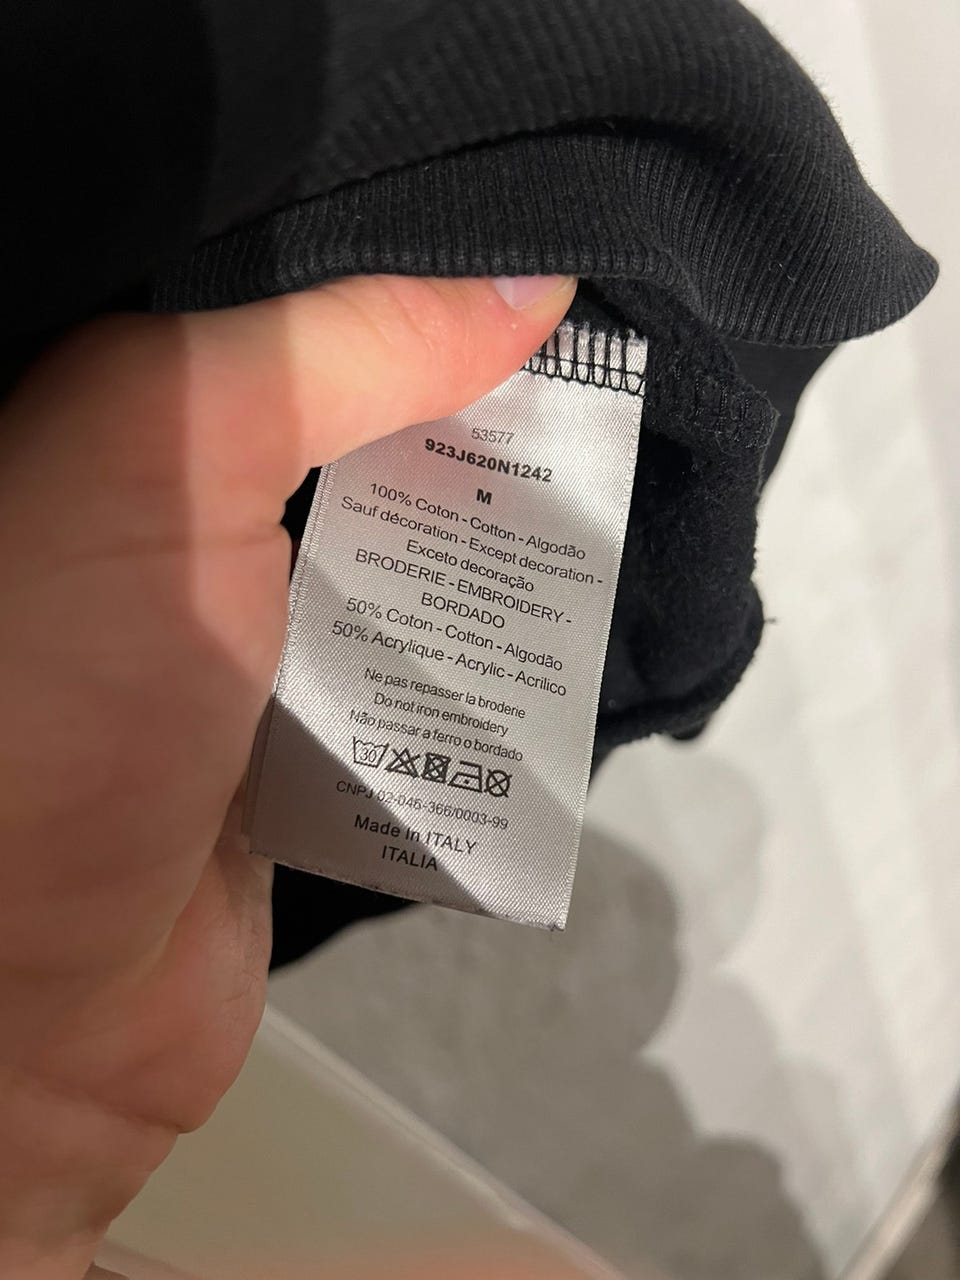 53577
923J620N1242
M
100% Coton - Cotton - Algodão
Sauf décoration - Except decoration -
Exceto decoração
BRODERIE - EMBROIDERY -
BORDADO
50% Coton - Cotton - Algodão
50% Acrylique - Acrylic - Acrilico
Ne pas repasser la broderie
Do not iron embroidery
Não passar a ferro o bordado
30
CNPJ 02-046-366/0003-99
Made in ITALY
ITALIA